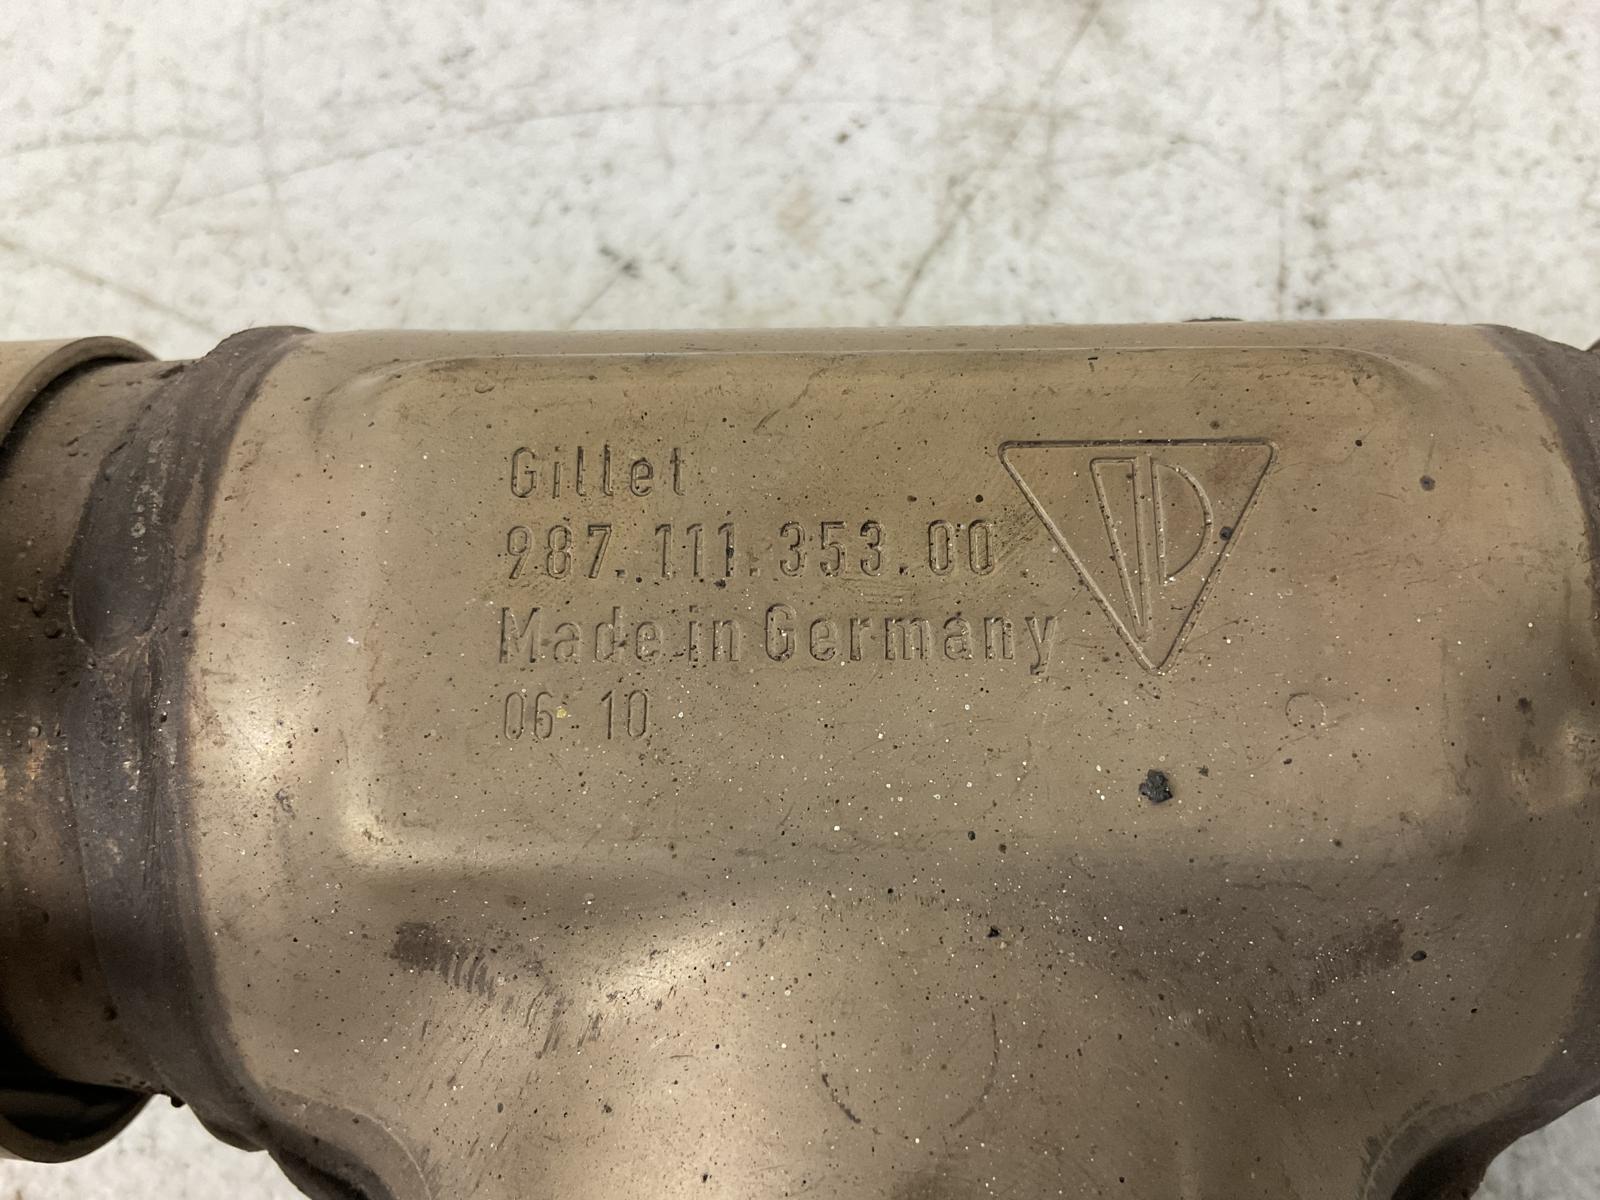 Gillet
987.111.353.00
Made in Germany
06 10